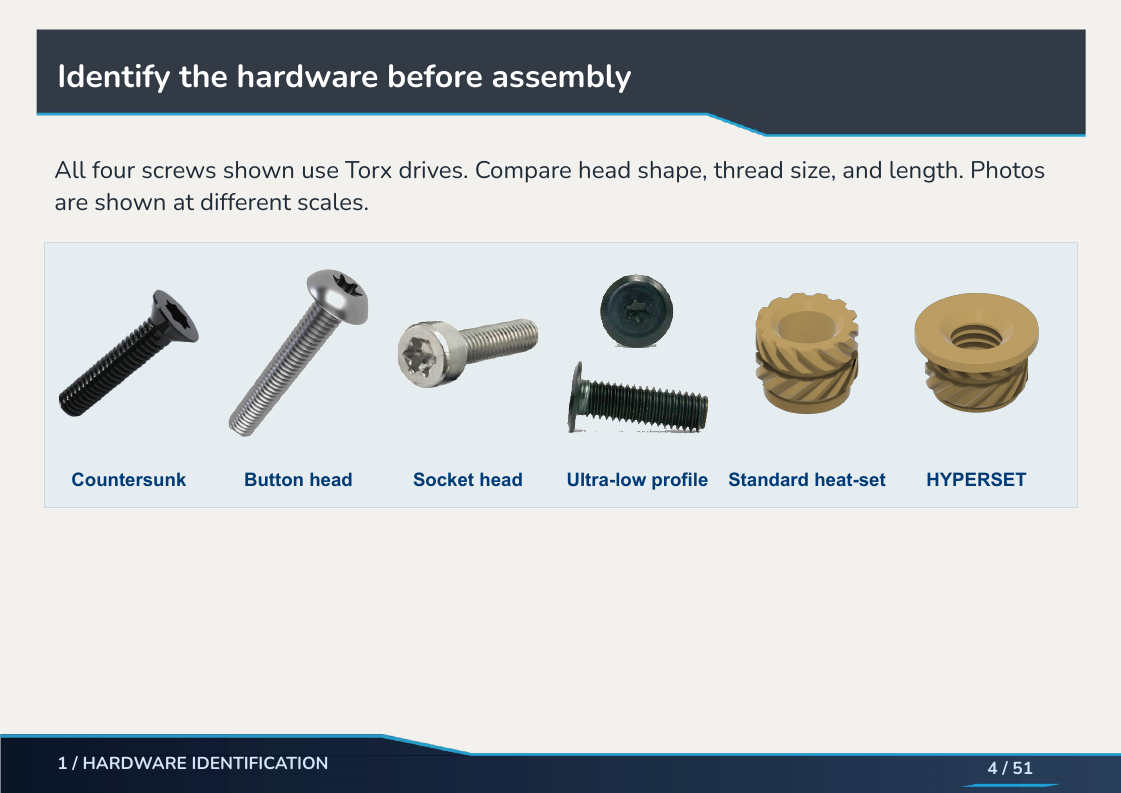 Identify the hardware before assembly
All four screws shown use Torx drives. Compare head shape, thread size, and length. Photos
are shown at different scales.
Countersunk
Button head
Socket head
Ultra-low profile
Standard heat-set
HYPERSET
1 / HARDWARE IDENTIFICATION
4 / 51